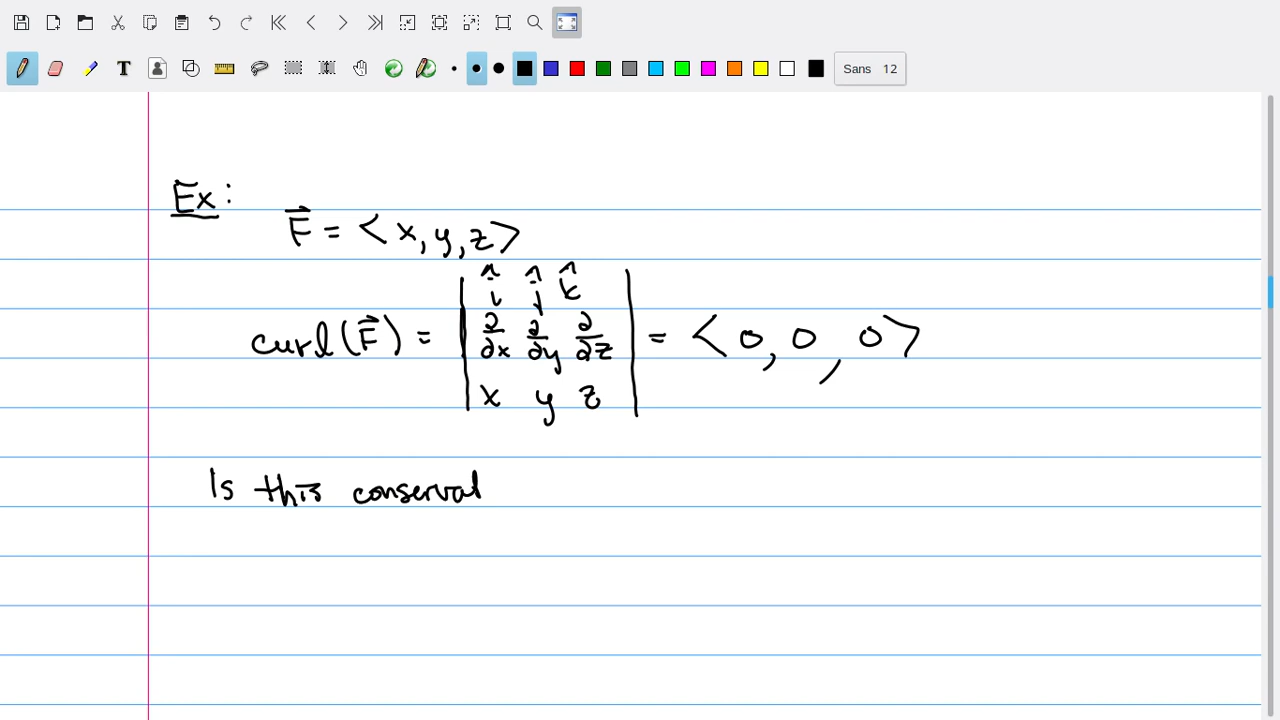 Sans 12
Ex:
F⃗ = <x, y, z>
curl(F⃗) = | î ĵ k̂ | = <0, 0, 0>
∂/∂x ∂/∂y ∂/∂z
x y z
Is this conservat